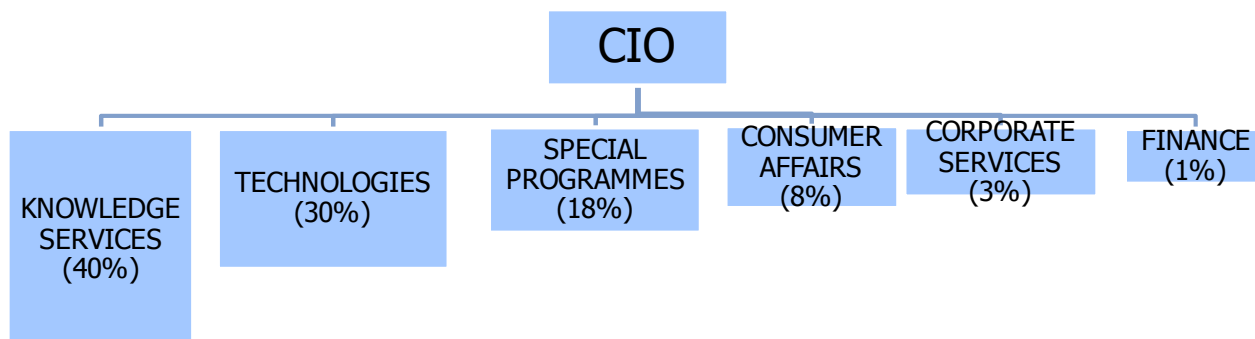 CIO
KNOWLEDGE
SERVICES
(40%)
TECHNOLOGIES
(30%)
SPECIAL
PROGRAMMES
(18%)
CONSUMER
AFFAIRS
(8%)
CORPORATE
SERVICES
(3%)
FINANCE
(1%)